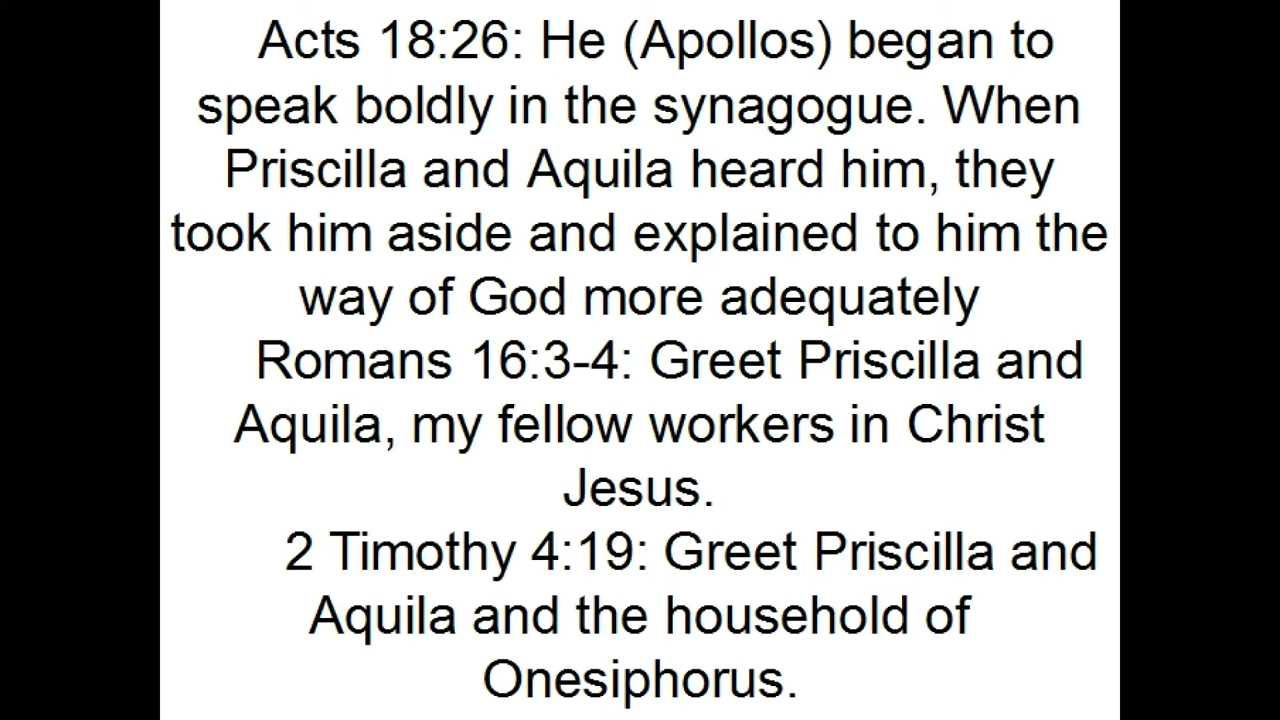 Acts 18:26: He (Apollos) began to
speak boldly in the synagogue. When
Priscilla and Aquila heard him, they
took him aside and explained to him the
way of God more adequately
Romans 16:3-4: Greet Priscilla and
Aquila, my fellow workers in Christ
Jesus.
2 Timothy 4:19: Greet Priscilla and
Aquila and the household of
Onesiphorus.